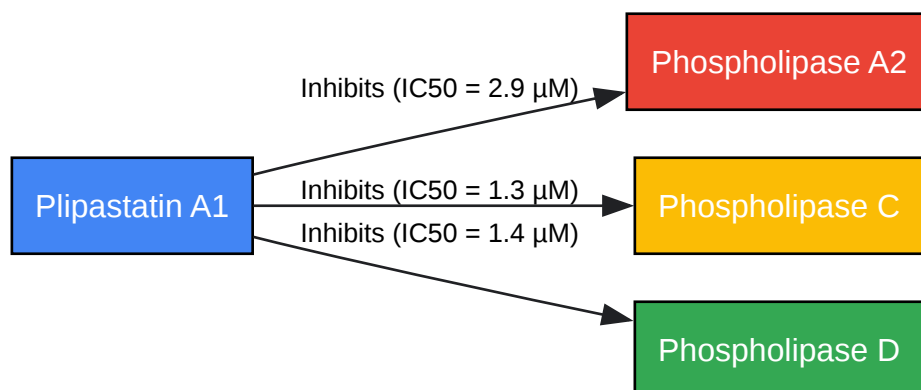 Phospholipase A2
Inhibits (IC50 = 2.9 µM)
Plipastatin A1
Inhibits (IC50 = 1.3 µM)
Phospholipase C
Inhibits (IC50 = 1.4 µM)
Phospholipase D